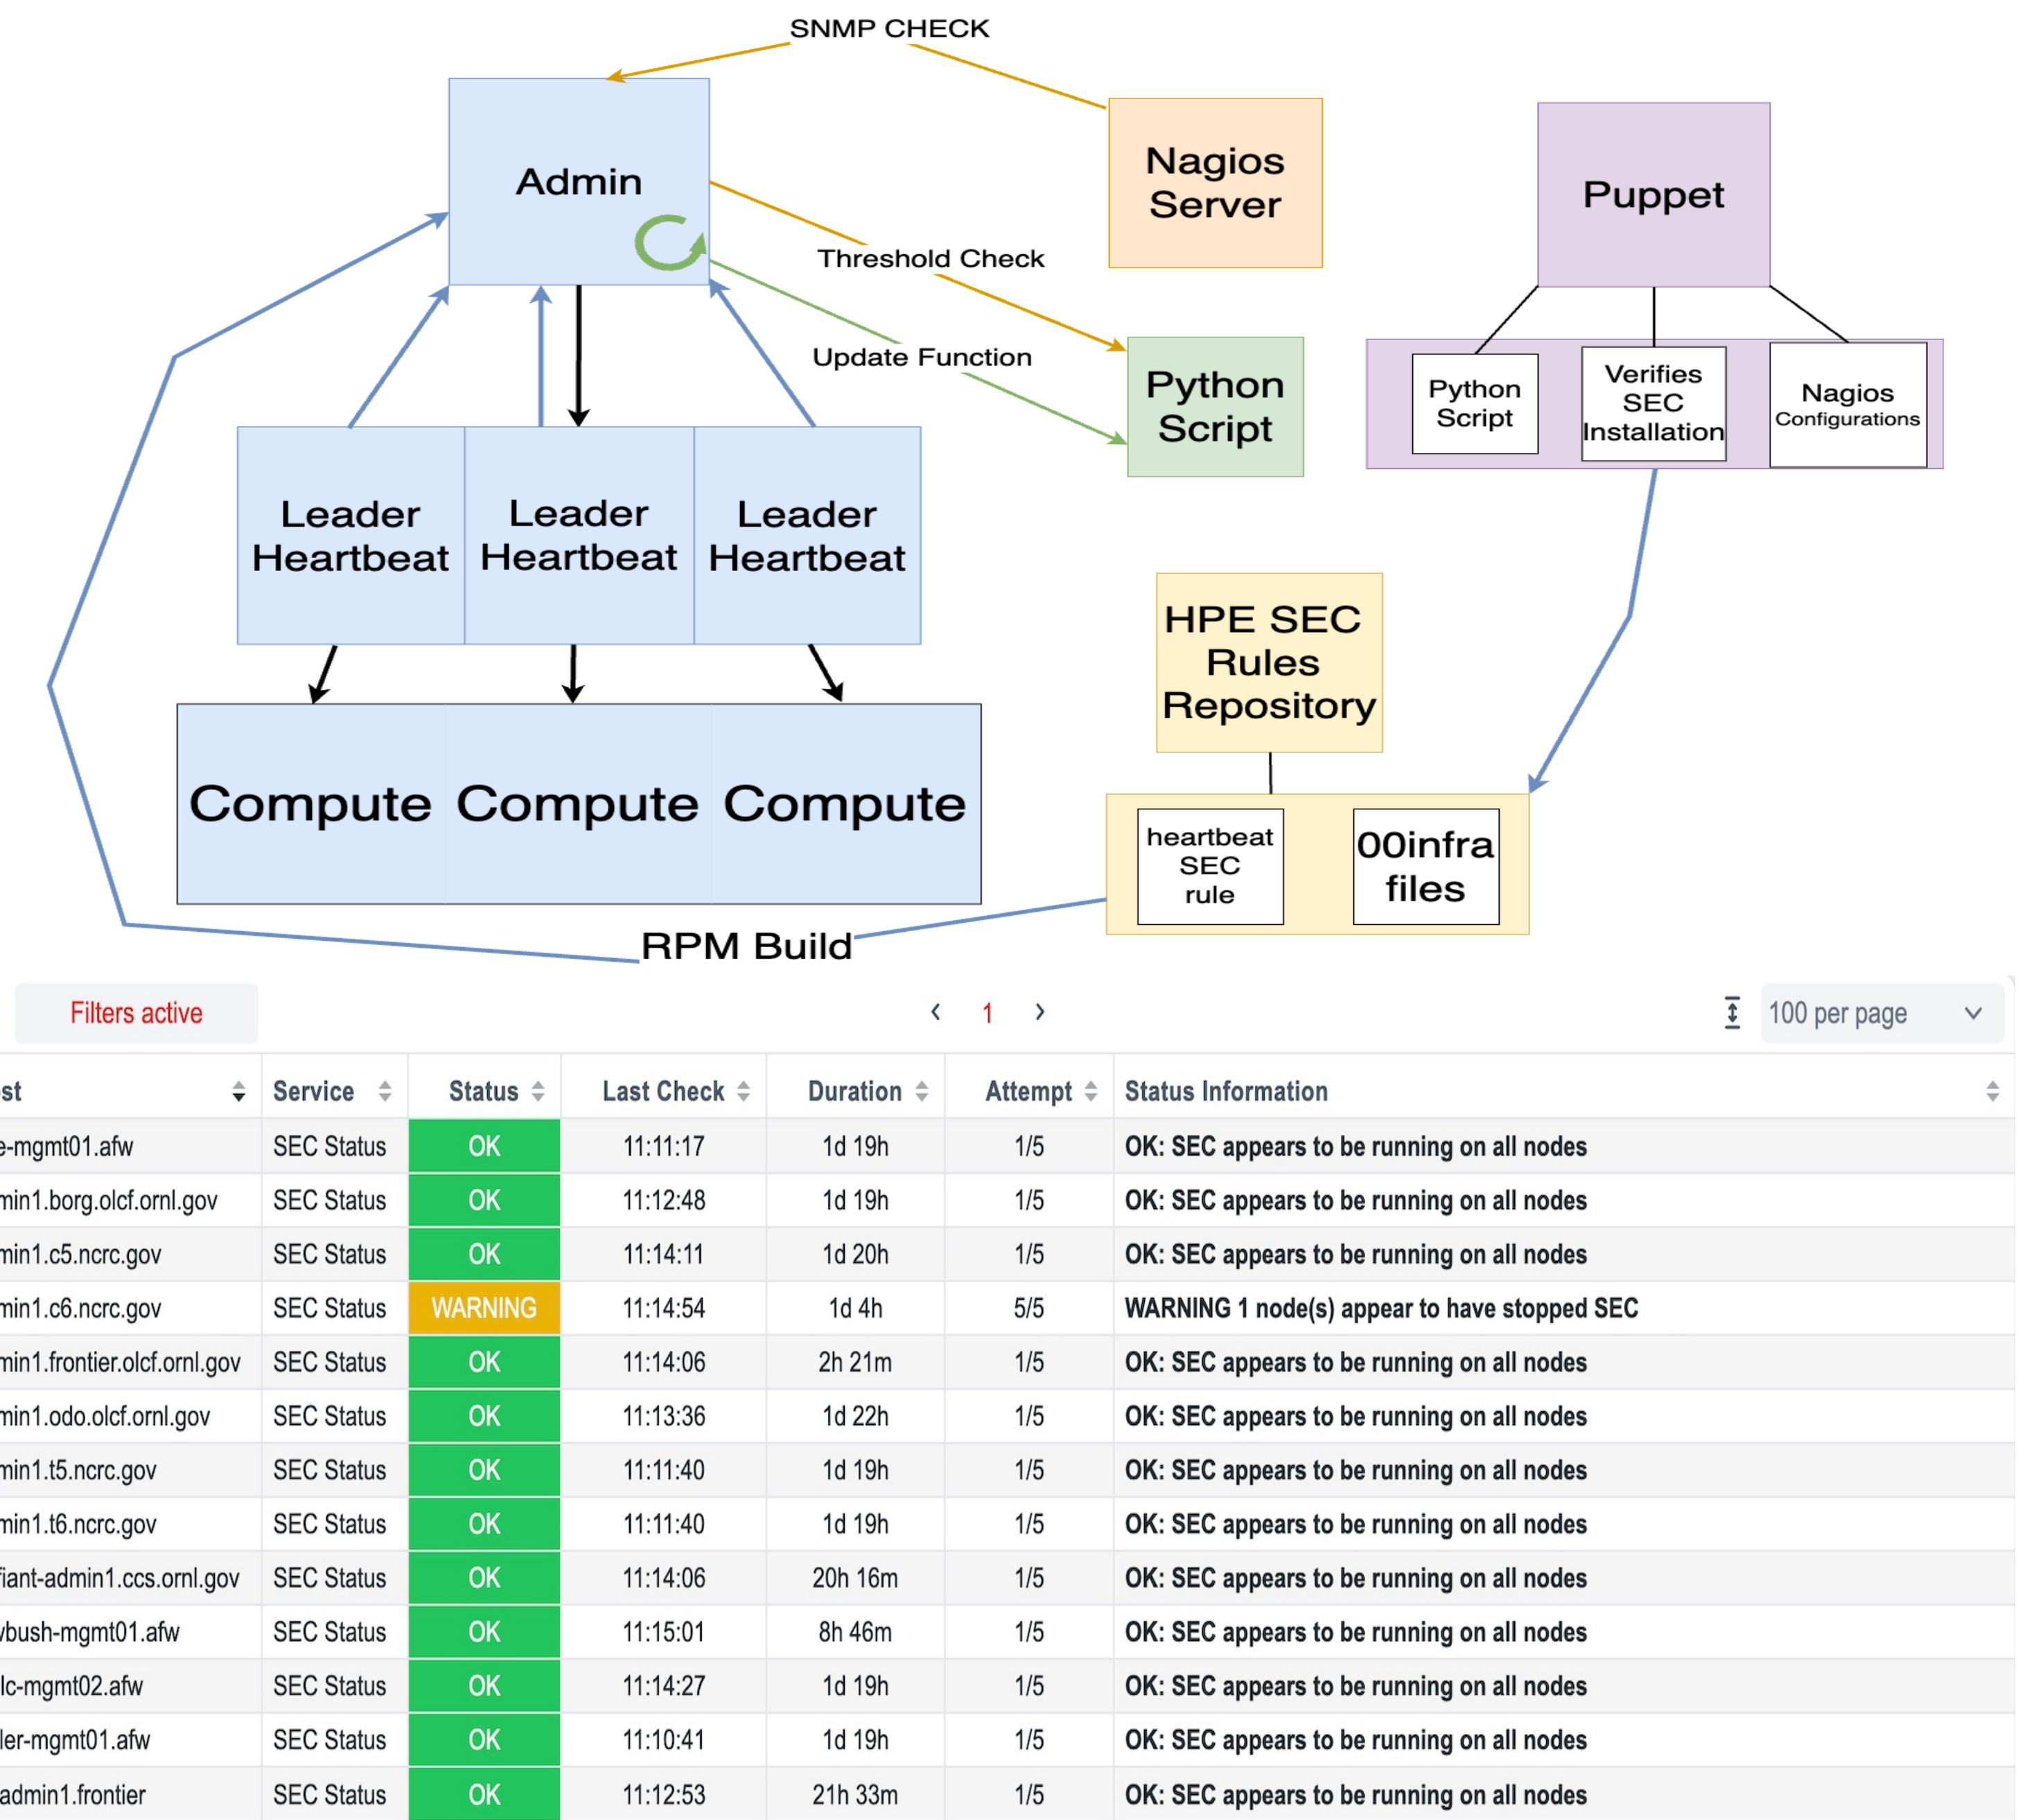 SNMP CHECK
Admin
Nagios
Server
Puppet
Threshold Check
Update Function
Python
Script
Python
Script
Verifies
SEC
Installation
Nagios
Configurations
Leader
Heartbeat
Leader
Heartbeat
Leader
Heartbeat
HPE SEC
Rules
Repository
Compute Compute Compute
heartbeat
SEC
rule
00infra
files
RPM Build
Filters active
1
100 per page
st Service Status Last Check Duration Attempt Status Information
e-mgmt01.afw SEC Status OK 11:11:17 1d 19h 1/5 OK: SEC appears to be running on all nodes
min1.borg.olcf.ornl.gov SEC Status OK 11:12:48 1d 19h 1/5 OK: SEC appears to be running on all nodes
min1.c5.ncrc.gov SEC Status OK 11:14:11 1d 20h 1/5 OK: SEC appears to be running on all nodes
min1.c6.ncrc.gov SEC Status WARNING 11:14:54 1d 4h 5/5 WARNING 1 node(s) appear to have stopped SEC
min1.frontier.olcf.ornl.gov SEC Status OK 11:14:06 2h 21m 1/5 OK: SEC appears to be running on all nodes
min1.odo.olcf.ornl.gov SEC Status OK 11:13:36 1d 22h 1/5 OK: SEC appears to be running on all nodes
min1.t5.ncrc.gov SEC Status OK 11:11:40 1d 19h 1/5 OK: SEC appears to be running on all nodes
min1.t6.ncrc.gov SEC Status OK 11:11:40 1d 19h 1/5 OK: SEC appears to be running on all nodes
fiant-admin1.ccs.ornl.gov SEC Status OK 11:14:06 20h 16m 1/5 OK: SEC appears to be running on all nodes
wbush-mgmt01.afw SEC Status OK 11:15:01 8h 46m 1/5 OK: SEC appears to be running on all nodes
lc-mgmt02.afw SEC Status OK 11:14:27 1d 19h 1/5 OK: SEC appears to be running on all nodes
ler-mgmt01.afw SEC Status OK 11:10:41 1d 19h 1/5 OK: SEC appears to be running on all nodes
admin1.frontier SEC Status OK 11:12:53 21h 33m 1/5 OK: SEC appears to be running on all nodes